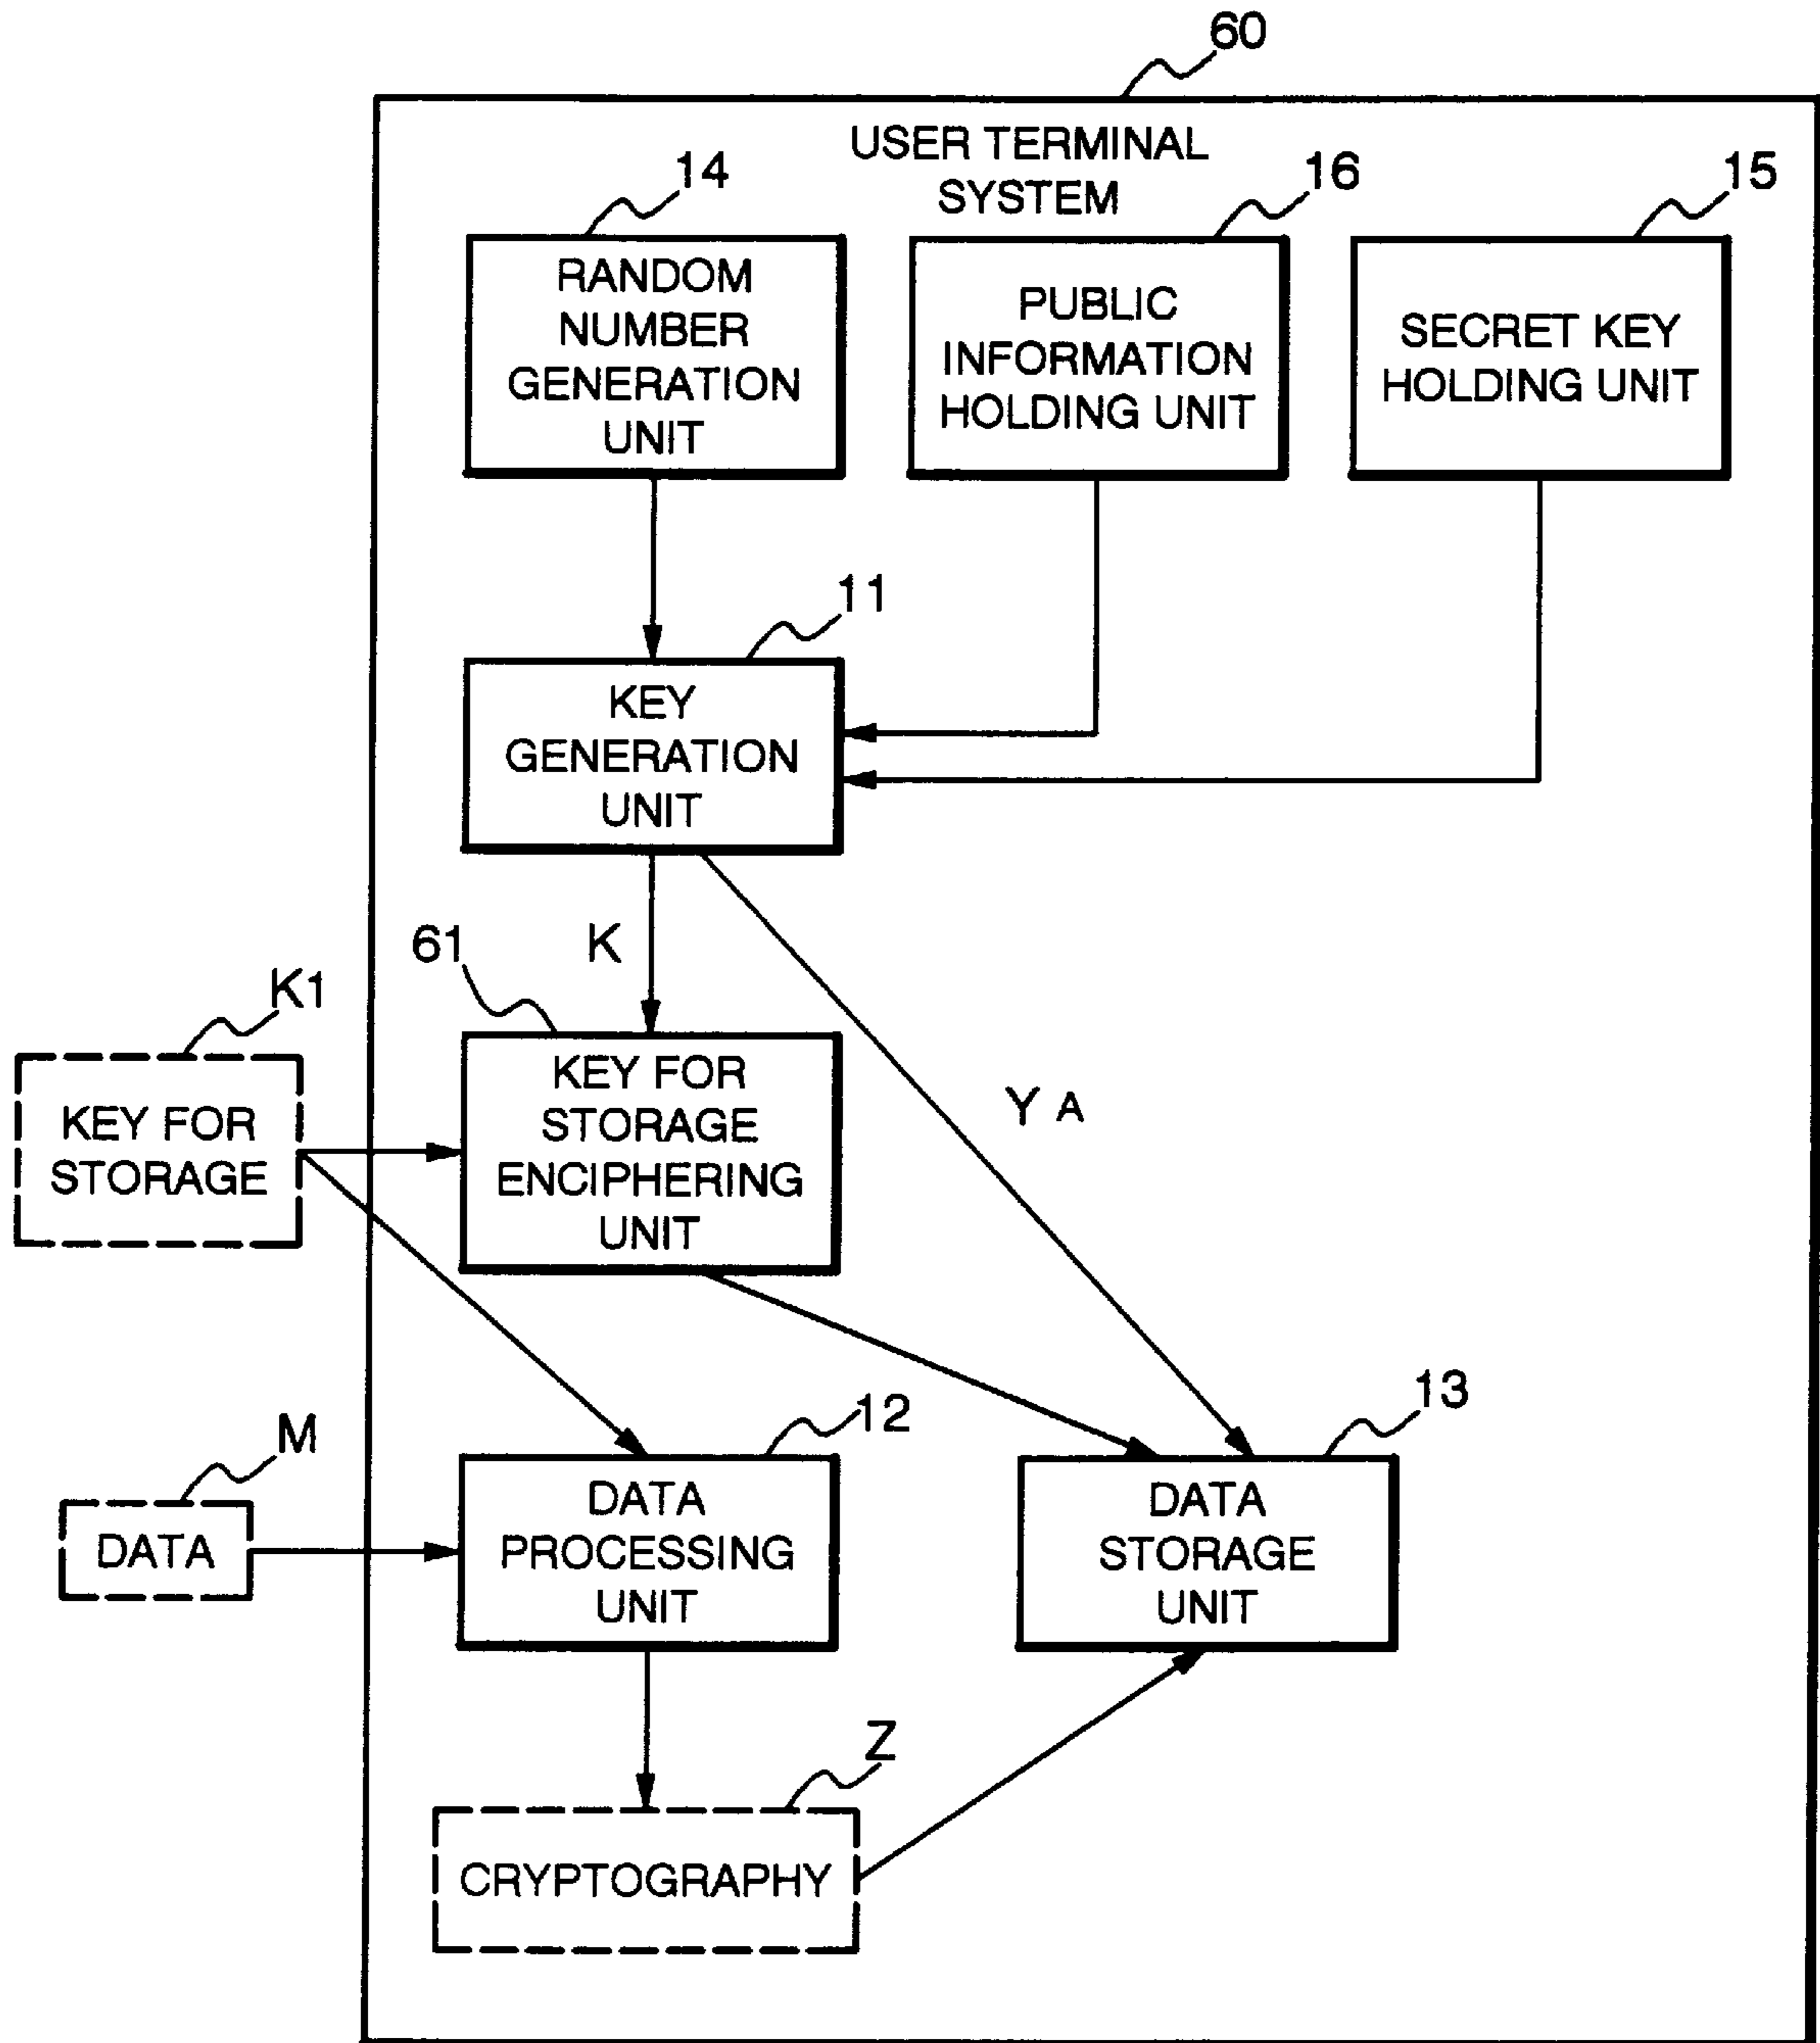 60
USER TERMINAL
SYSTEM
14
16
15
RANDOM
NUMBER
GENERATION
UNIT
PUBLIC
INFORMATION
HOLDING UNIT
SECRET KEY
HOLDING UNIT
11
KEY
GENERATION
UNIT
K
61
K1
KEY FOR
STORAGE
KEY FOR
STORAGE
ENCIPHERING
UNIT
Y A
M
DATA
12
DATA
PROCESSING
UNIT
13
DATA
STORAGE
UNIT
Z
CRYPTOGRAPHY